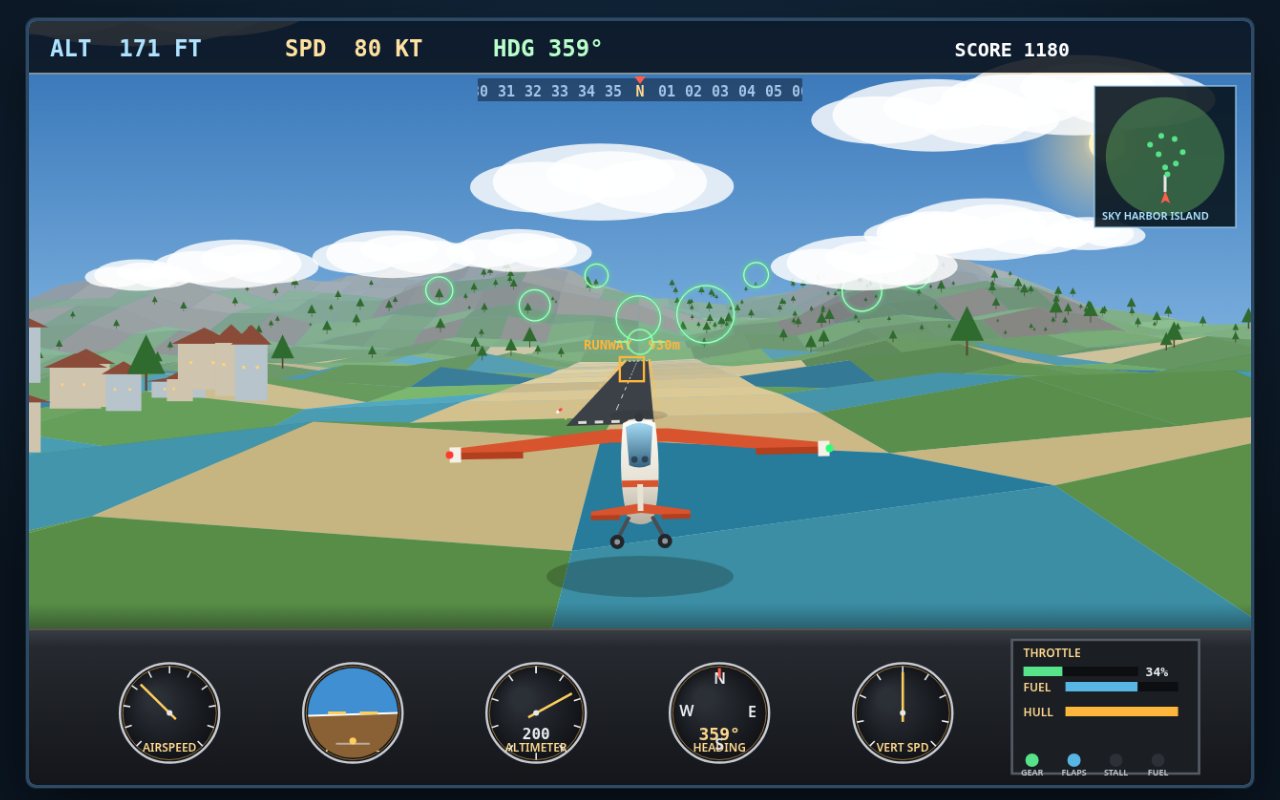 ALT 171 FT SPD 80 KT HDG 359° SCORE 1180
31 32 33 34 35 N 01 02 03 04 05
SKY HARBOR ISLAND
RUNWAY 930m
THROTTLE
34%
FUEL
HULL
GEAR FLAPS STALL FUEL
AIRSPEED
200
ALTIMETER
N
W E
359°
S
HEADING
VERT SPD